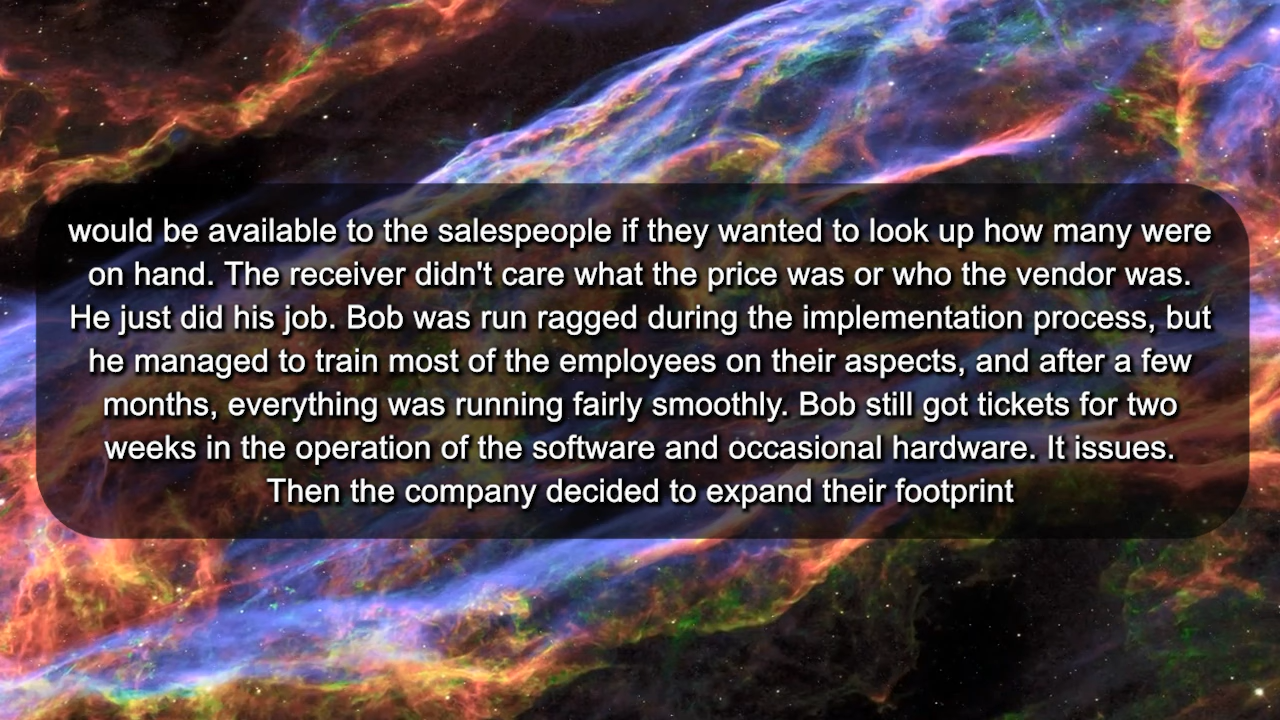 would be available to the salespeople if they wanted to look up how many were
on hand. The receiver didn't care what the price was or who the vendor was.
He just did his job. Bob was run ragged during the implementation process, but
he managed to train most of the employees on their aspects, and after a few
months, everything was running fairly smoothly. Bob still got tickets for two
weeks in the operation of the software and occasional hardware. It issues.
Then the company decided to expand their footprint